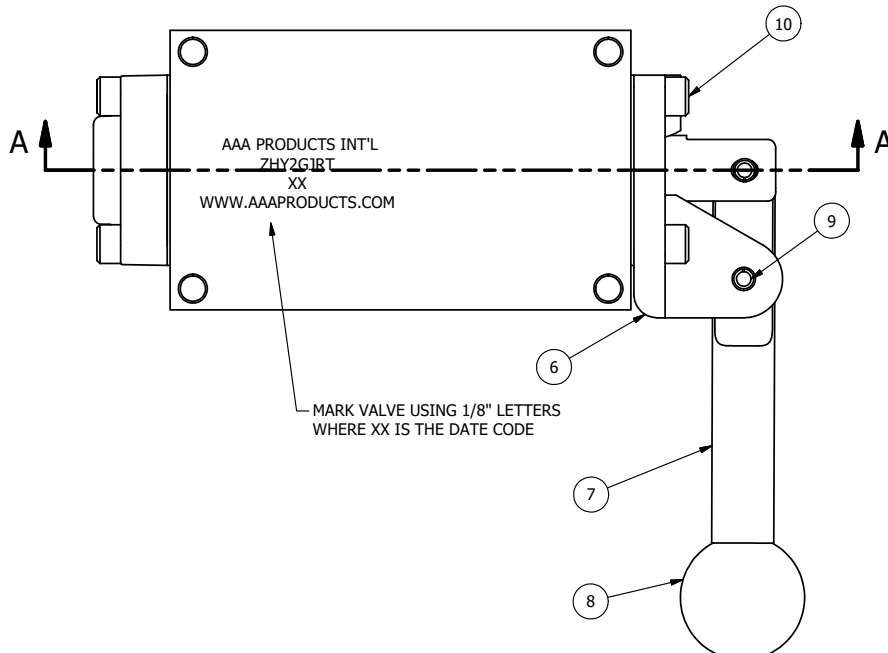 10
A
A
AAA PRODUCTS INT'L
ZHY2GJRT
XX
WWW.AAAPRODUCTS.COM
9
6
MARK VALVE USING 1/8" LETTERS
WHERE XX IS THE DATE CODE
7
8